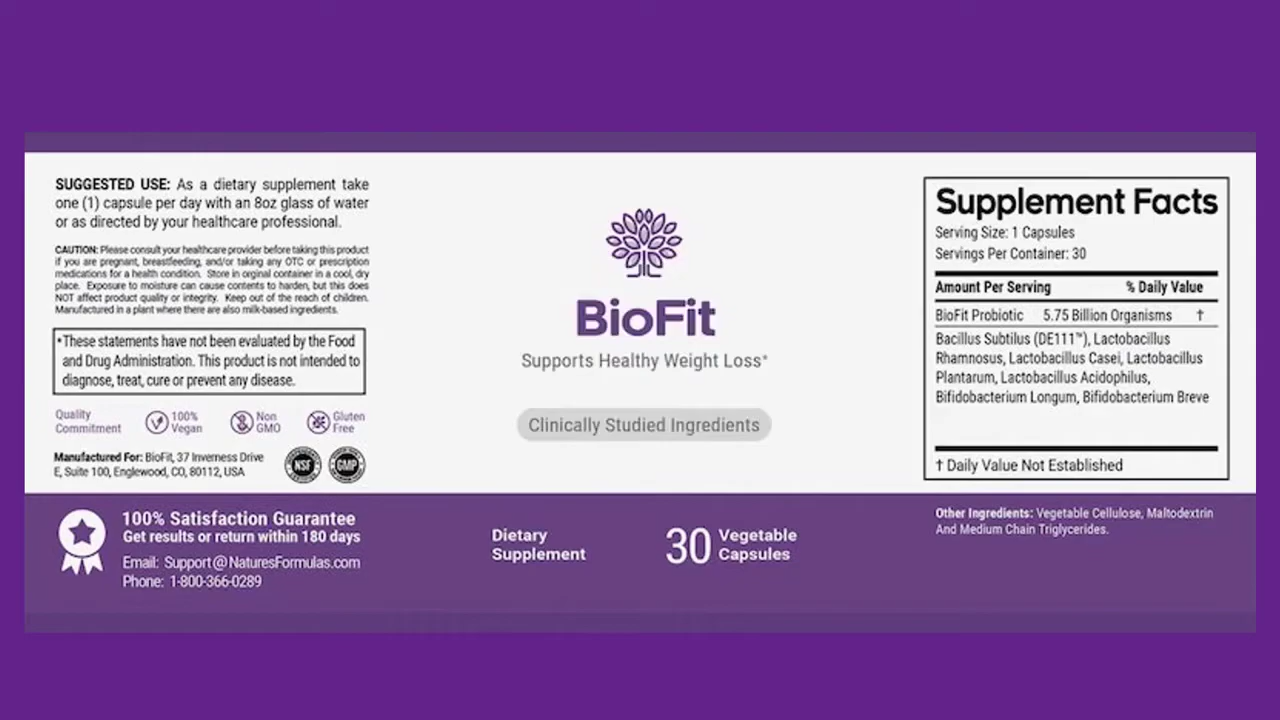 SUGGESTED USE: As a dietary supplement take
one (1) capsule per day with an 8oz glass of water
or as directed by your healthcare professional.
CAUTION: Please consult your healthcare provider before taking this product
if you are pregnant, breastfeeding, and/or taking any OTC or prescription
medications for a health condition. Store in orginal container in a cool, dry
place. Exposure to moisture can cause contents to harden, but this does
NOT affect product quality or integrity. Keep out of the reach of children.
Manufactured in a plant where there are also milk-based ingredients.
*These statements have not been evaluated by the Food
and Drug Administration. This product is not intended to
diagnose, treat, cure or prevent any disease.
Quality
Commitment
100%
Vegan
Non
GMO
Gluten
Free
Manufactured For: BioFit, 37 Inverness Drive
E, Suite 100, Englewood, CO, 80112, USA
NSF
GMP
100% Satisfaction Guarantee
Get results or return within 180 days
Email: Support@NaturesFormulas.com
Phone: 1-800-366-0289
BioFit
Supports Healthy Weight Loss*
Clinically Studied Ingredients
Dietary
Supplement
30 Vegetable
Capsules
Supplement Facts
Serving Size: 1 Capsules
Servings Per Container: 30
Amount Per Serving % Daily Value
BioFit Probiotic 5.75 Billion Organisms †
Bacillus Subtilus (DE111™), Lactobacillus
Rhamnosus, Lactobacillus Casei, Lactobacillus
Plantarum, Lactobacillus Acidophilus,
Bifidobacterium Longum, Bifidobacterium Breve
† Daily Value Not Established
Other Ingredients: Vegetable Cellulose, Maltodextrin
And Medium Chain Triglycerides.